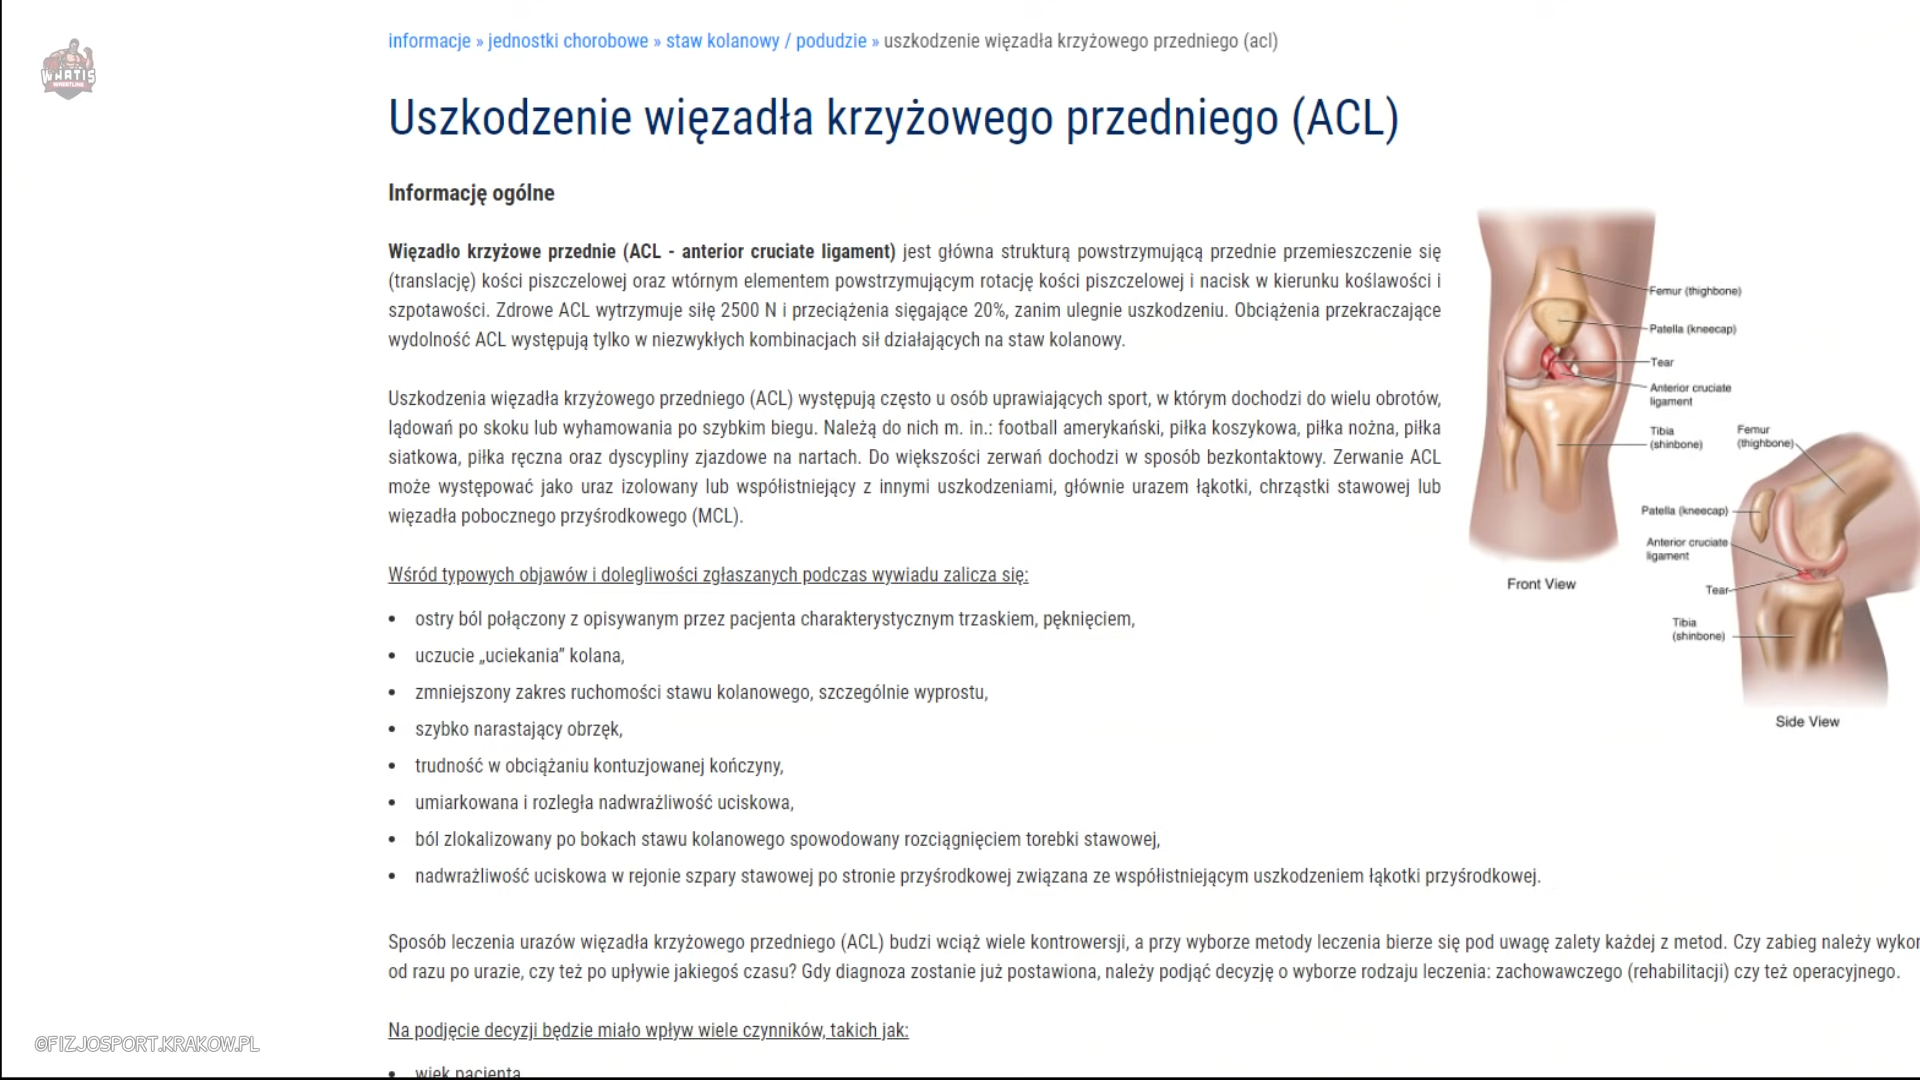 informacje » jednostki chorobowe » staw kolanowy / podudzie » uszkodzenie więzadła krzyżowego przedniego (acl)
WHATIS
WRESTLING
Uszkodzenie więzadła krzyżowego przedniego (ACL)
Informację ogólne
Więzadło krzyżowe przednie (ACL - anterior cruciate ligament) jest główna strukturą powstrzymującą przednie przemieszczenie się
(translację) kości piszczelowej oraz wtórnym elementem powstrzymującym rotację kości piszczelowej i nacisk w kierunku koślawości i
szpotawości. Zdrowe ACL wytrzymuje siłę 2500 N i przeciążenia sięgające 20%, zanim ulegnie uszkodzeniu. Obciążenia przekraczające
wydolność ACL występują tylko w niezwykłych kombinacjach sił działających na staw kolanowy.
Uszkodzenia więzadła krzyżowego przedniego (ACL) występują często u osób uprawiających sport, w którym dochodzi do wielu obrotów,
lądowań po skoku lub wyhamowania po szybkim biegu. Należą do nich m. in.: football amerykański, piłka koszykowa, piłka nożna, piłka
siatkowa, piłka ręczna oraz dyscypliny zjazdowe na nartach. Do większości zerwań dochodzi w sposób bezkontaktowy. Zerwanie ACL
może występować jako uraz izolowany lub współistniejący z innymi uszkodzeniami, głównie urazem łąkotki, chrząstki stawowej lub
więzadła pobocznego przyśrodkowego (MCL).
Femur (thighbone)
Patella (kneecap)
Tear
Anterior cruciate
ligament
Tibia
(shinbone)
Front View
Femur
(thighbone)
Patella (kneecap)
Anterior cruciate
ligament
Tear
Tibia
(shinbone)
Side View
Wśród typowych objawów i dolegliwości zgłaszanych podczas wywiadu zalicza się:
• ostry ból połączony z opisywanym przez pacjenta charakterystycznym trzaskiem, pęknięciem,
• uczucie „uciekania” kolana,
• zmniejszony zakres ruchomości stawu kolanowego, szczególnie wyprostu,
• szybko narastający obrzęk,
• trudność w obciążaniu kontuzjowanej kończyny,
• umiarkowana i rozległa nadwrażliwość uciskowa,
• ból zlokalizowany po bokach stawu kolanowego spowodowany rozciągnięciem torebki stawowej,
• nadwrażliwość uciskowa w rejonie szpary stawowej po stronie przyśrodkowej związana ze współistniejącym uszkodzeniem łąkotki przyśrodkowej.
Sposób leczenia urazów więzadła krzyżowego przedniego (ACL) budzi wciąż wiele kontrowersji, a przy wyborze metody leczenia bierze się pod uwagę zalety każdej z metod. Czy zabieg należy wykon
od razu po urazie, czy też po upływie jakiegoś czasu? Gdy diagnoza zostanie już postawiona, należy podjąć decyzję o wyborze rodzaju leczenia: zachowawczego (rehabilitacji) czy też operacyjnego.
Na podjęcie decyzji będzie miało wpływ wiele czynników, takich jak:
• wiek pacjenta
©FIZJOSPORT.KRAKOW.PL